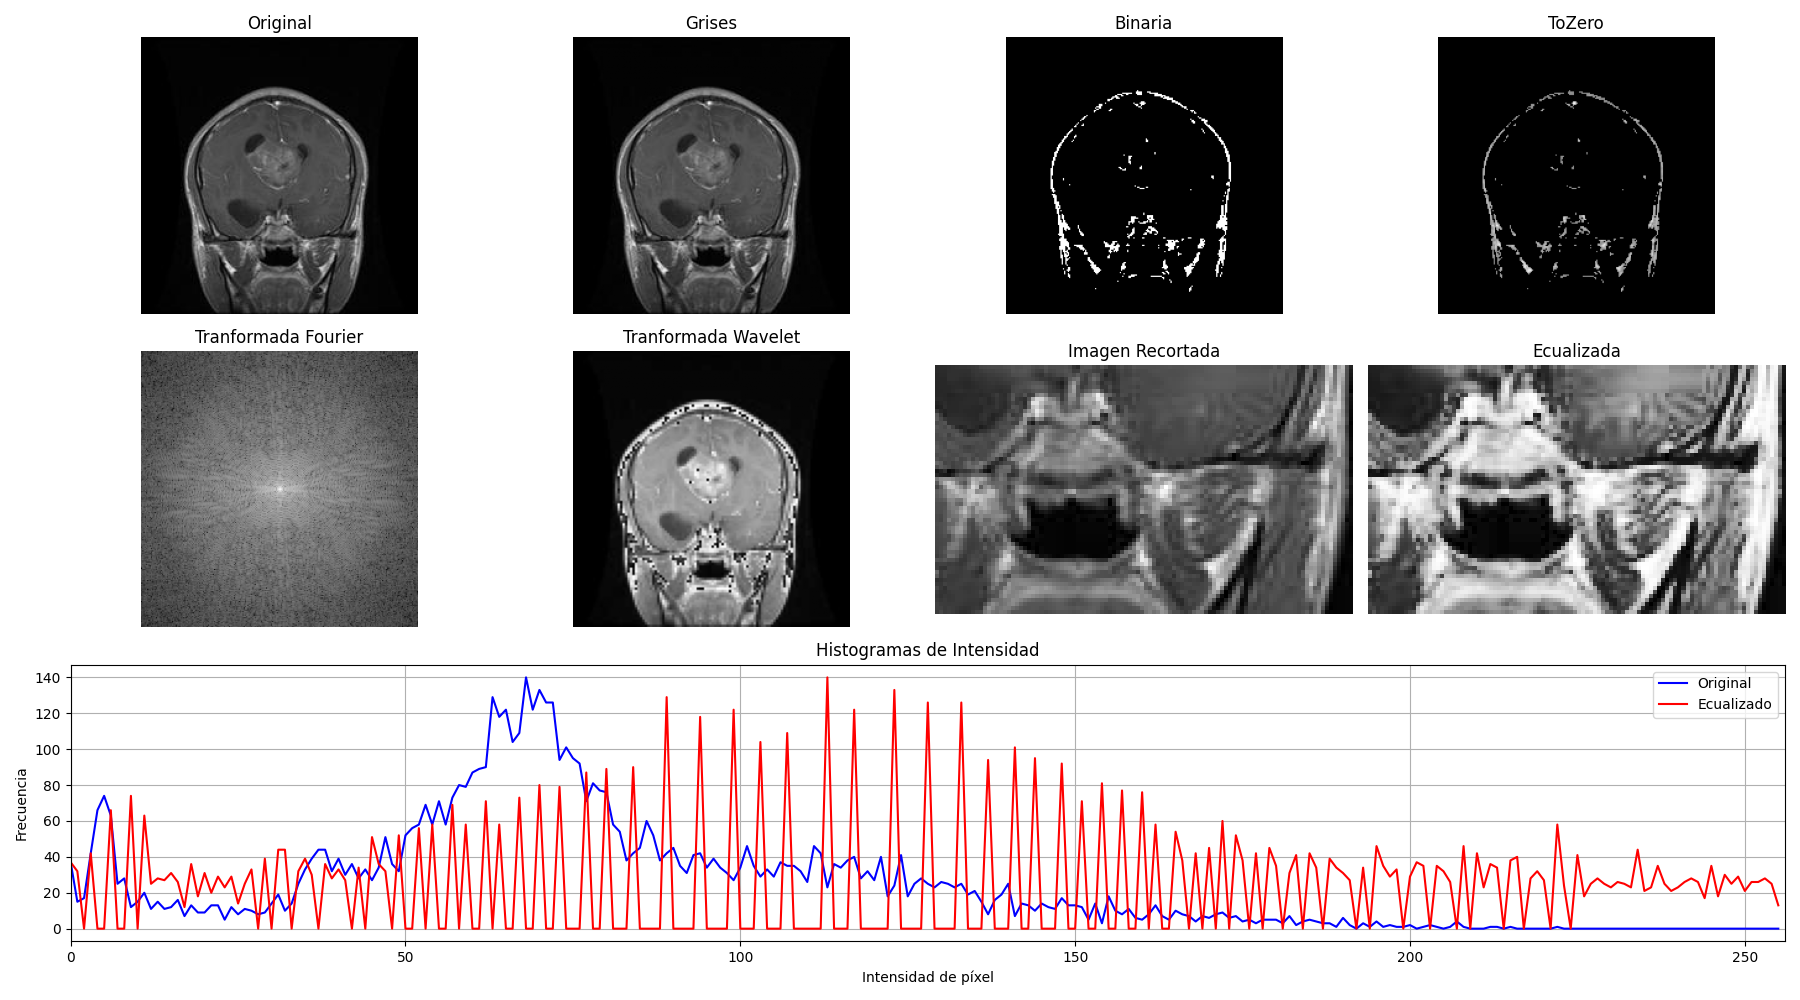 Original
Grises
Binaria
ToZero
Tranformada Fourier
Tranformada Wavelet
Imagen Recortada
Ecualizada
Histogramas de Intensidad
Frecuencia
140
120
100
80
60
40
20
0
Original
Ecualizado
0
50
100
150
200
250
Intensidad de píxel